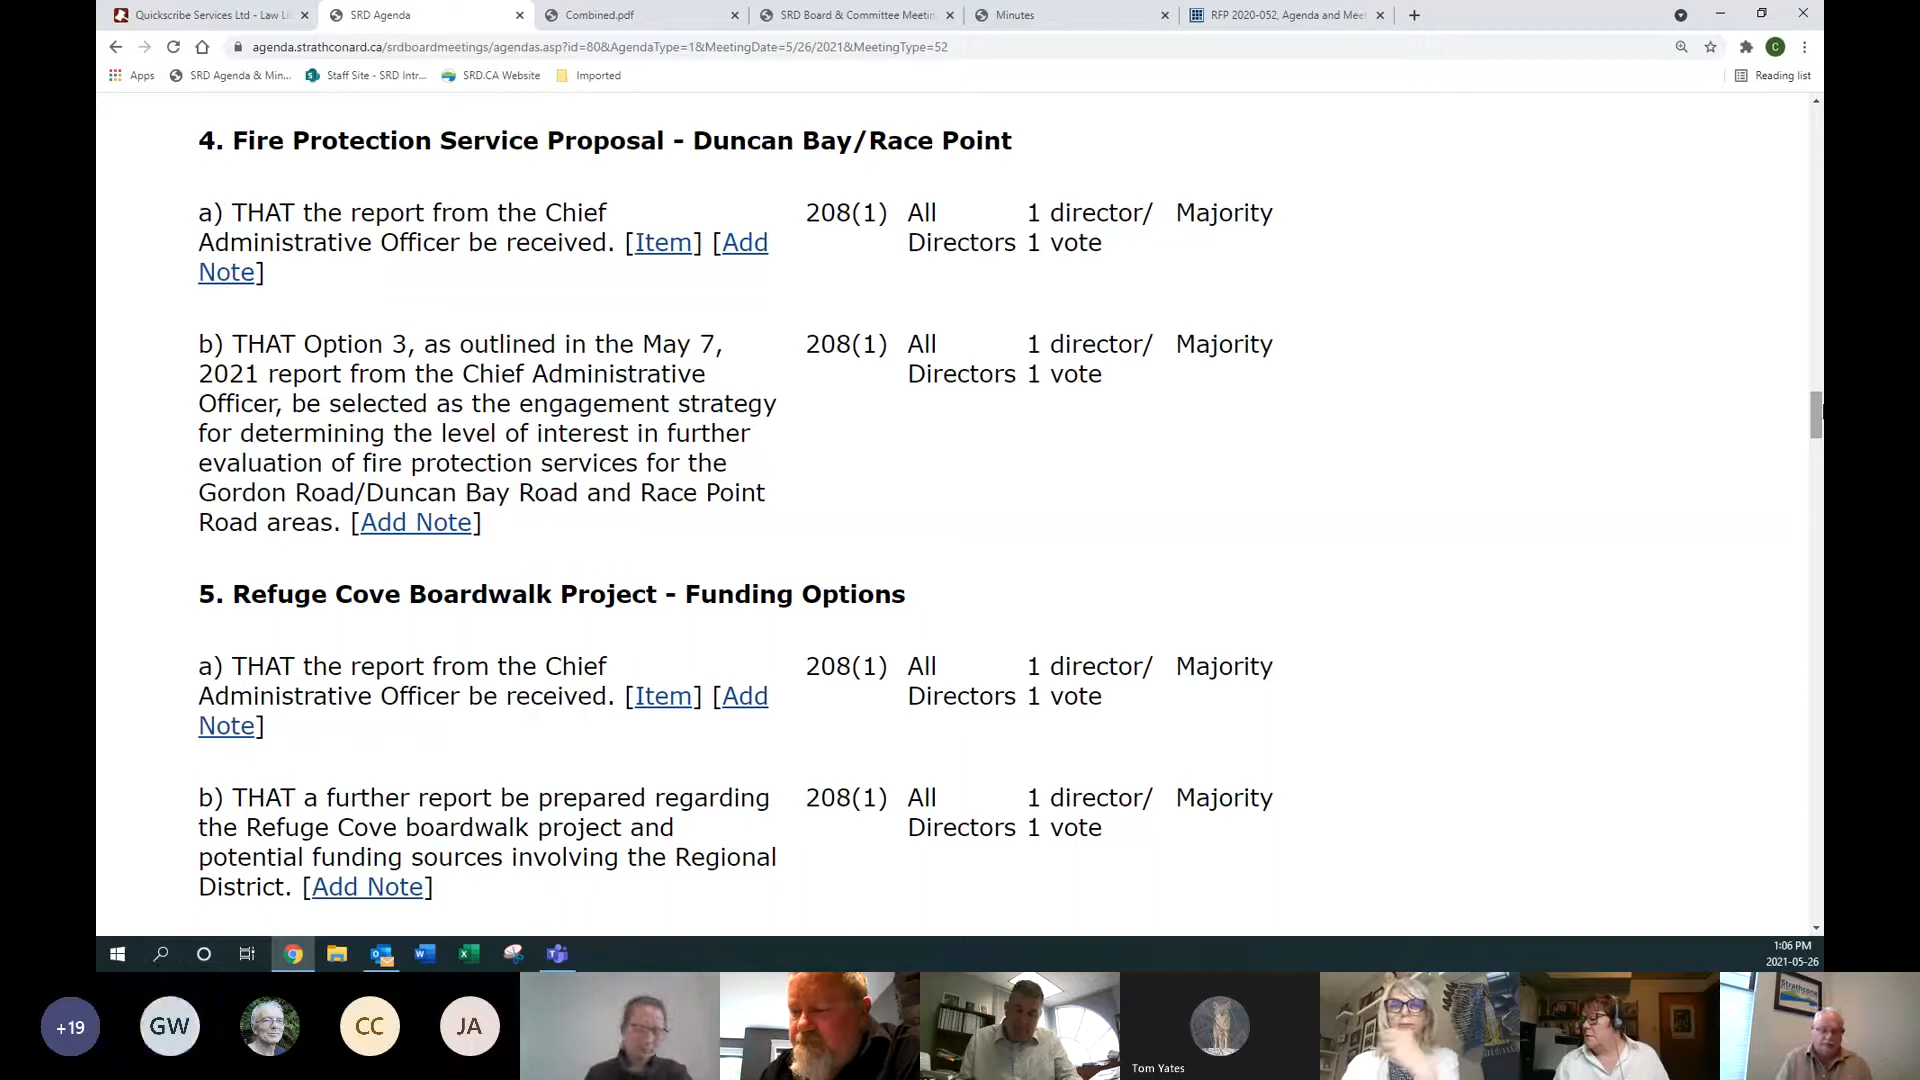 Quickscribe Services Ltd - Law Li
SRD Agenda
Combined.pdf
SRD Board & Committee Meetin
Minutes
RFP 2020-052, Agenda and Meet
agenda.strathconard.ca/srdboardmeetings/agendas.asp?id=80&AgendaType=1&MeetingDate=5/26/2021&MeetingType=52
C
Apps
SRD Agenda & Min...
Staff Site - SRD Intr...
SRD.CA Website
Imported
Reading list
4. Fire Protection Service Proposal - Duncan Bay/Race Point
a) THAT the report from the Chief 208(1) All 1 director/ Majority
Administrative Officer be received. [Item] [Add Directors 1 vote
Note]
b) THAT Option 3, as outlined in the May 7, 208(1) All 1 director/ Majority
2021 report from the Chief Administrative Directors 1 vote
Officer, be selected as the engagement strategy
for determining the level of interest in further
evaluation of fire protection services for the
Gordon Road/Duncan Bay Road and Race Point
Road areas. [Add Note]
5. Refuge Cove Boardwalk Project - Funding Options
a) THAT the report from the Chief 208(1) All 1 director/ Majority
Administrative Officer be received. [Item] [Add Directors 1 vote
Note]
b) THAT a further report be prepared regarding 208(1) All 1 director/ Majority
the Refuge Cove boardwalk project and Directors 1 vote
potential funding sources involving the Regional
District. [Add Note]
1:06 PM
2021-05-26
+19
GW
CC
JA
Tom Yates
Strathcona